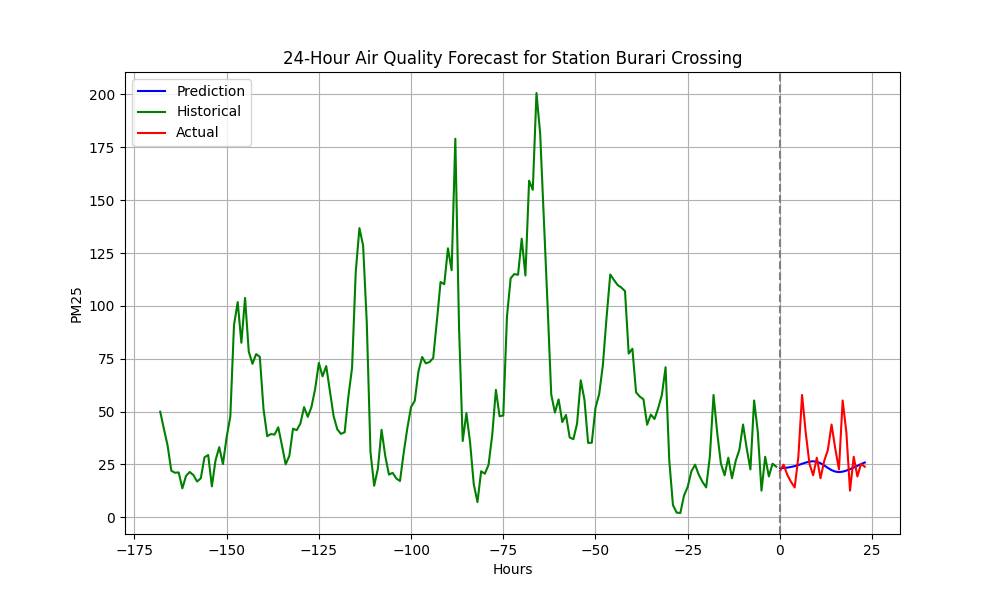 24-Hour Air Quality Forecast for Station Burari Crossing
Prediction
Historical
Actual
200
175
150
125
100
75
50
25
0
PM25
−175 −150 −125 −100 −75 −50 −25 0 25
Hours